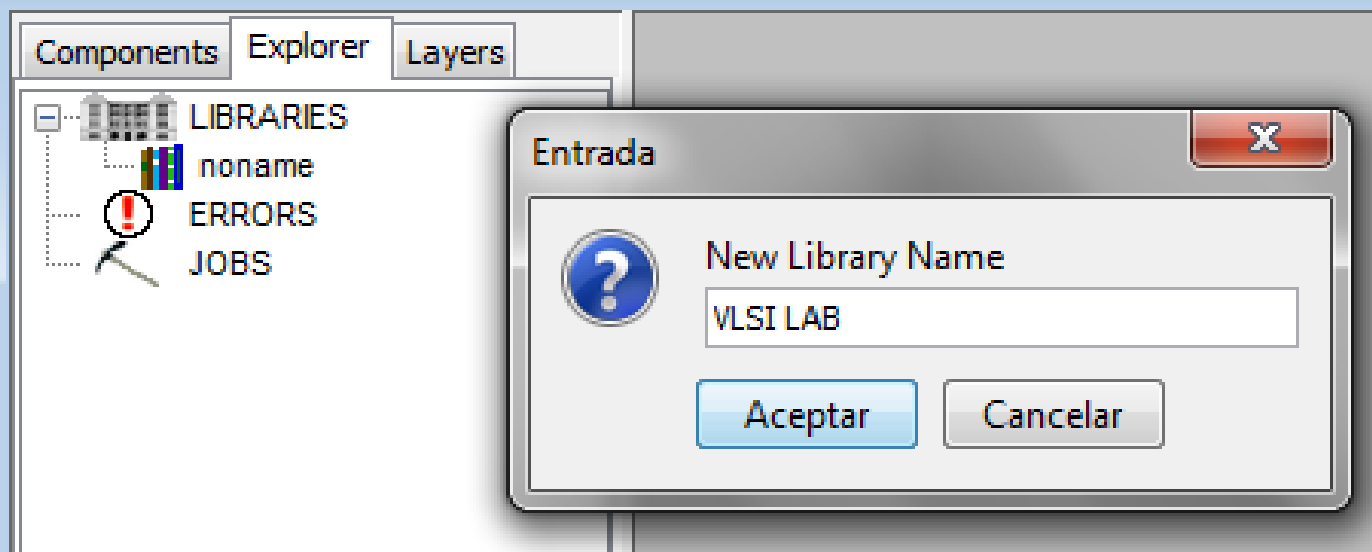 Components Explorer Layers
LIBRARIES
noname
ERRORS
JOBS
Entrada
New Library Name
VLSI LAB
Aceptar Cancelar